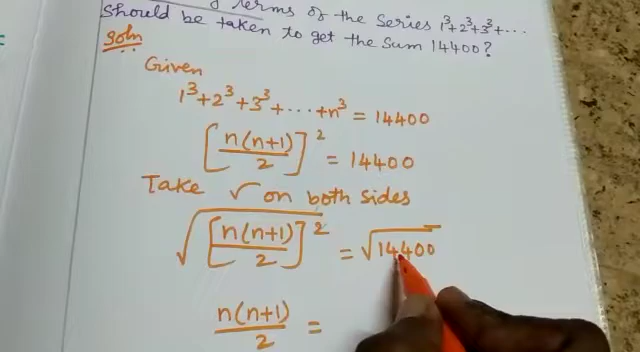 terms of the Series 1³+2³+3³+...
should be taken to get the Sum 14400?
Soln
Given
1³+2³+3³+...+n³ = 14400
[n(n+1)/2]² = 14400
Take √ on both sides
√[n(n+1)/2]² = √14400
n(n+1)/2 =